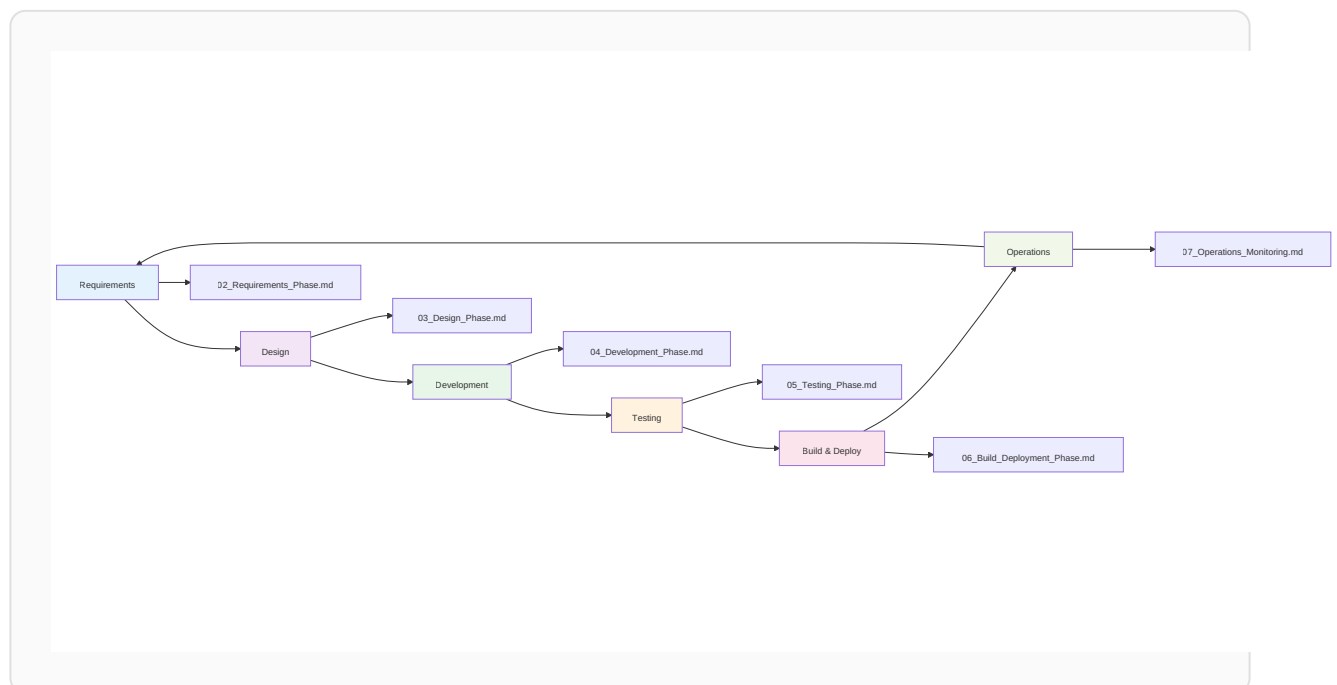 Operations
07_Operations_Monitoring.md
Requirements
02_Requirements_Phase.md
03_Design_Phase.md
Design
04_Development_Phase.md
Development
05_Testing_Phase.md
Testing
Build & Deploy
06_Build_Deployment_Phase.md